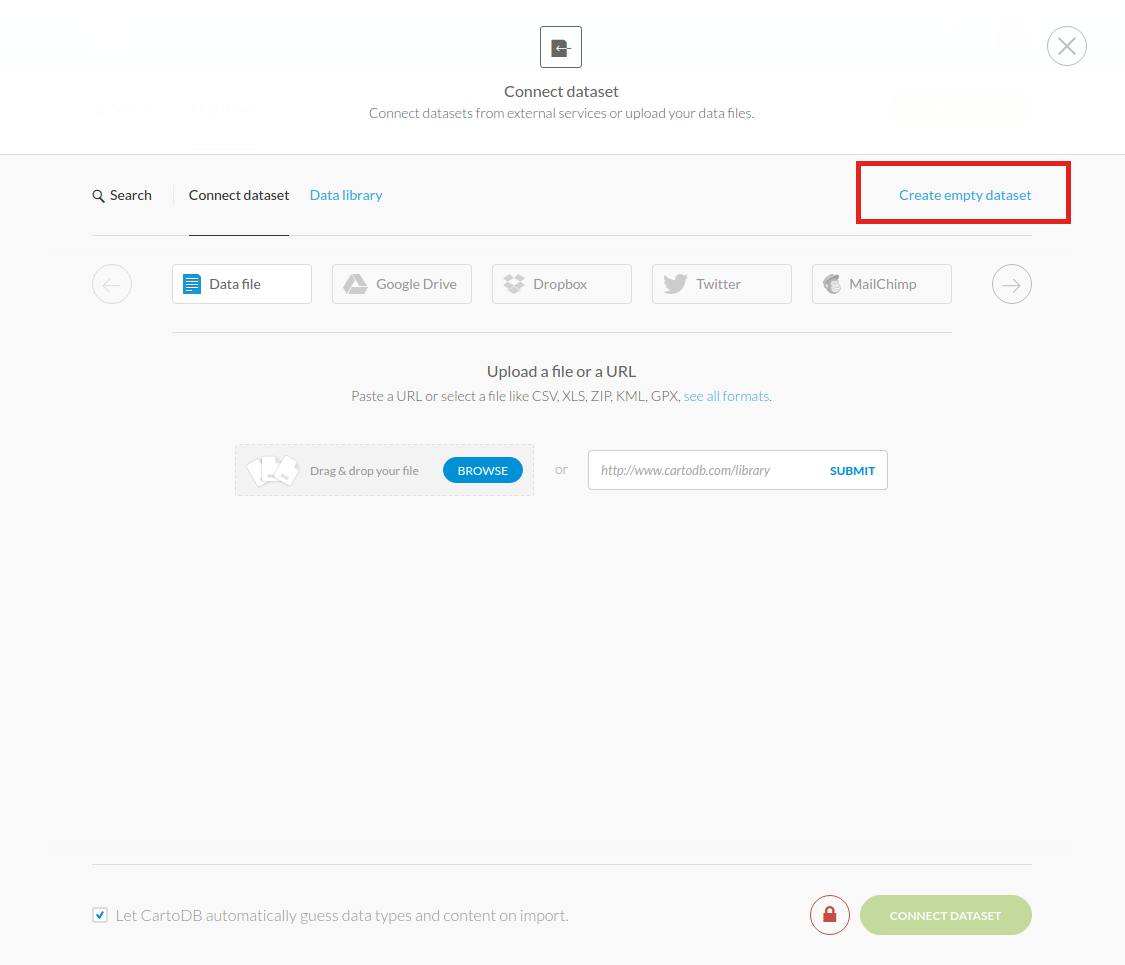 Connect dataset
Connect datasets from external services or upload your data files.
Search Connect dataset Data library Create empty dataset
Data file Google Drive Dropbox Twitter MailChimp
Upload a file or a URL
Paste a URL or select a file like CSV, XLS, ZIP, KML, GPX, see all formats.
Drag & drop your file BROWSE or http://www.cartodb.com/library SUBMIT
Let CartoDB automatically guess data types and content on import. CONNECT DATASET